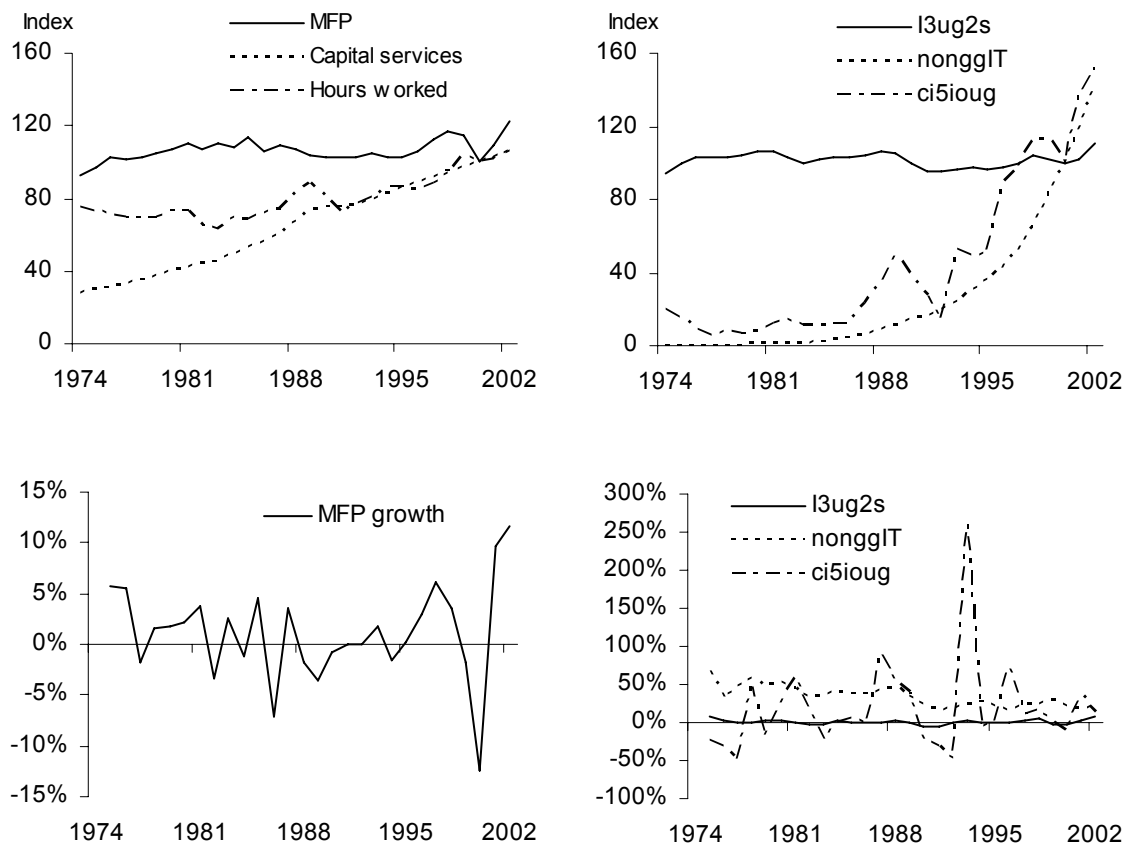 Index
MFP
Capital services
Hours worked
160
120
80
40
0
1974 1981 1988 1995 2002
Index
l3ug2s
nonggIT
ci5ioug
160
120
80
40
0
1974 1981 1988 1995 2002
MFP growth
15%
10%
5%
0%
-5%
-10%
-15%
1974 1981 1988 1995 2002
l3ug2s
nonggIT
ci5ioug
300%
250%
200%
150%
100%
50%
0%
-50%
-100%
1974 1981 1988 1995 2002